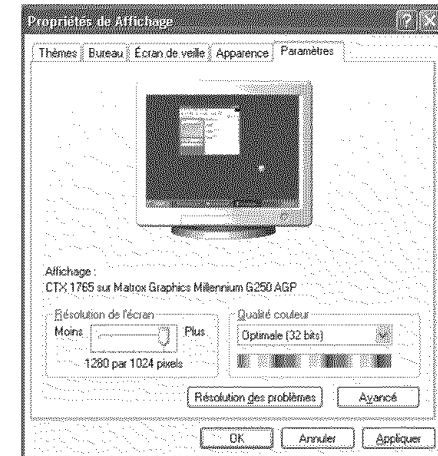 Propriétés de Affichage
Thèmes Bureau Écran de veille Apparence Paramètres
Affichage :
CTX 1765 sur Matrox Graphics Millennium G250 AGP
Résolution de l'écran
Moins Plus
1280 par 1024 pixels
Qualité couleur
Optimale (32 bits)
Résolution des problèmes Avancé
OK Annuler Appliquer